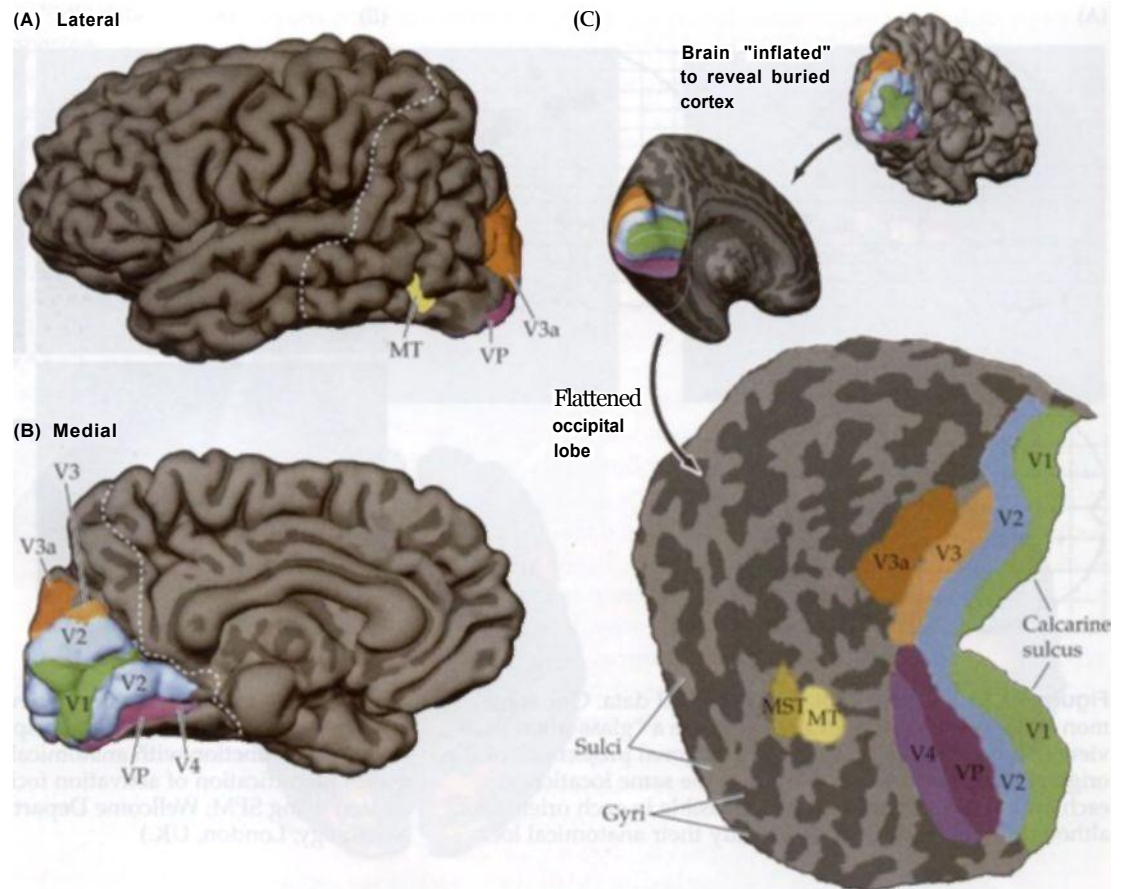 (A) Lateral
MT
VP
V3a
(B) Medial
V3
V3a
V2
V1
V2
VP
V4
(C)
Brain "inflated"
to reveal buried
cortex
Flattened
occipital
lobe
V1
V2
V3a
V3
Calcarine
sulcus
MST
MT
V4
VP
V2
V1
Sulci
Gyri